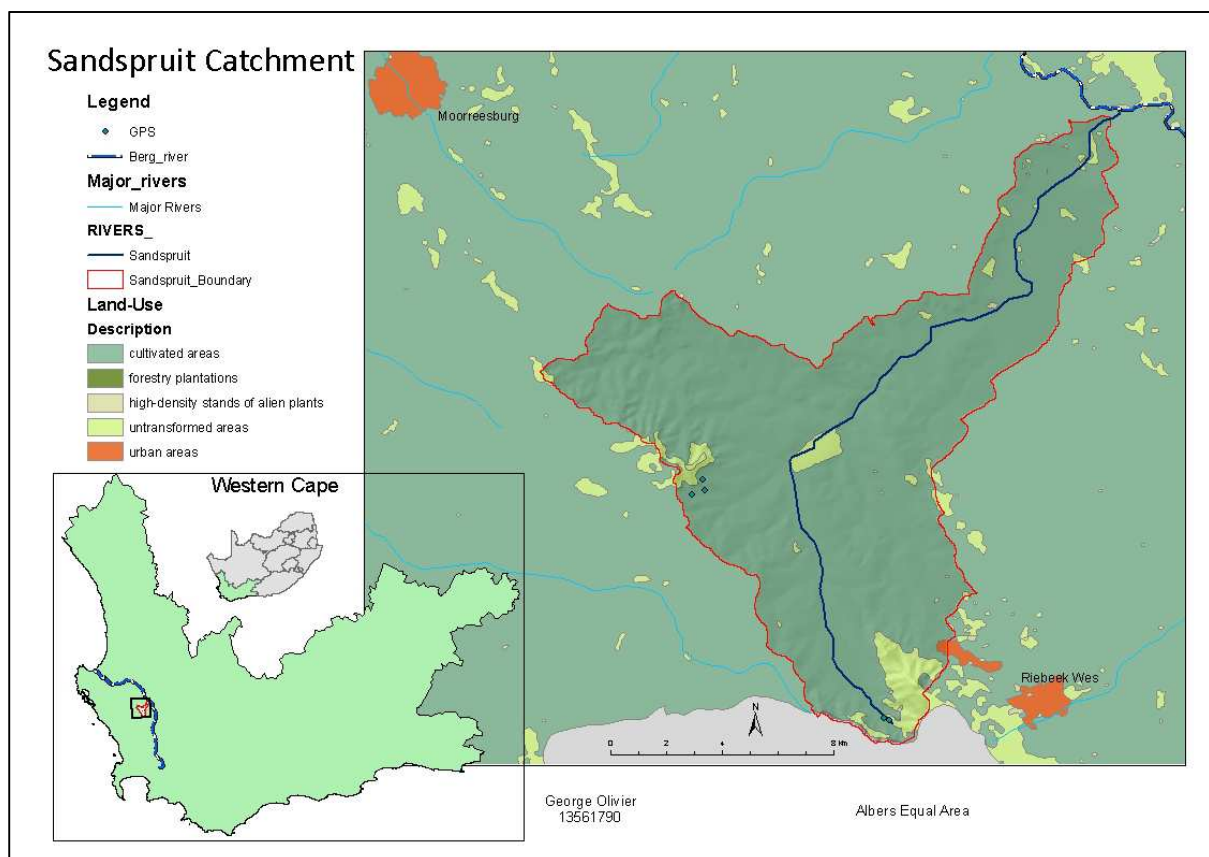 Sandspruit Catchment
Legend
GPS
Berg_river
Major_rivers
Major Rivers
RIVERS_
Sandspruit
Sandspruit_Boundary
Land-Use
Description
cultivated areas
forestry plantations
high-density stands of alien plants
untransformed areas
urban areas
Western Cape
Moorreesburg
Riebeek Wes
N
0 2 4 8 Km
George Olivier
13561790
Albers Equal Area